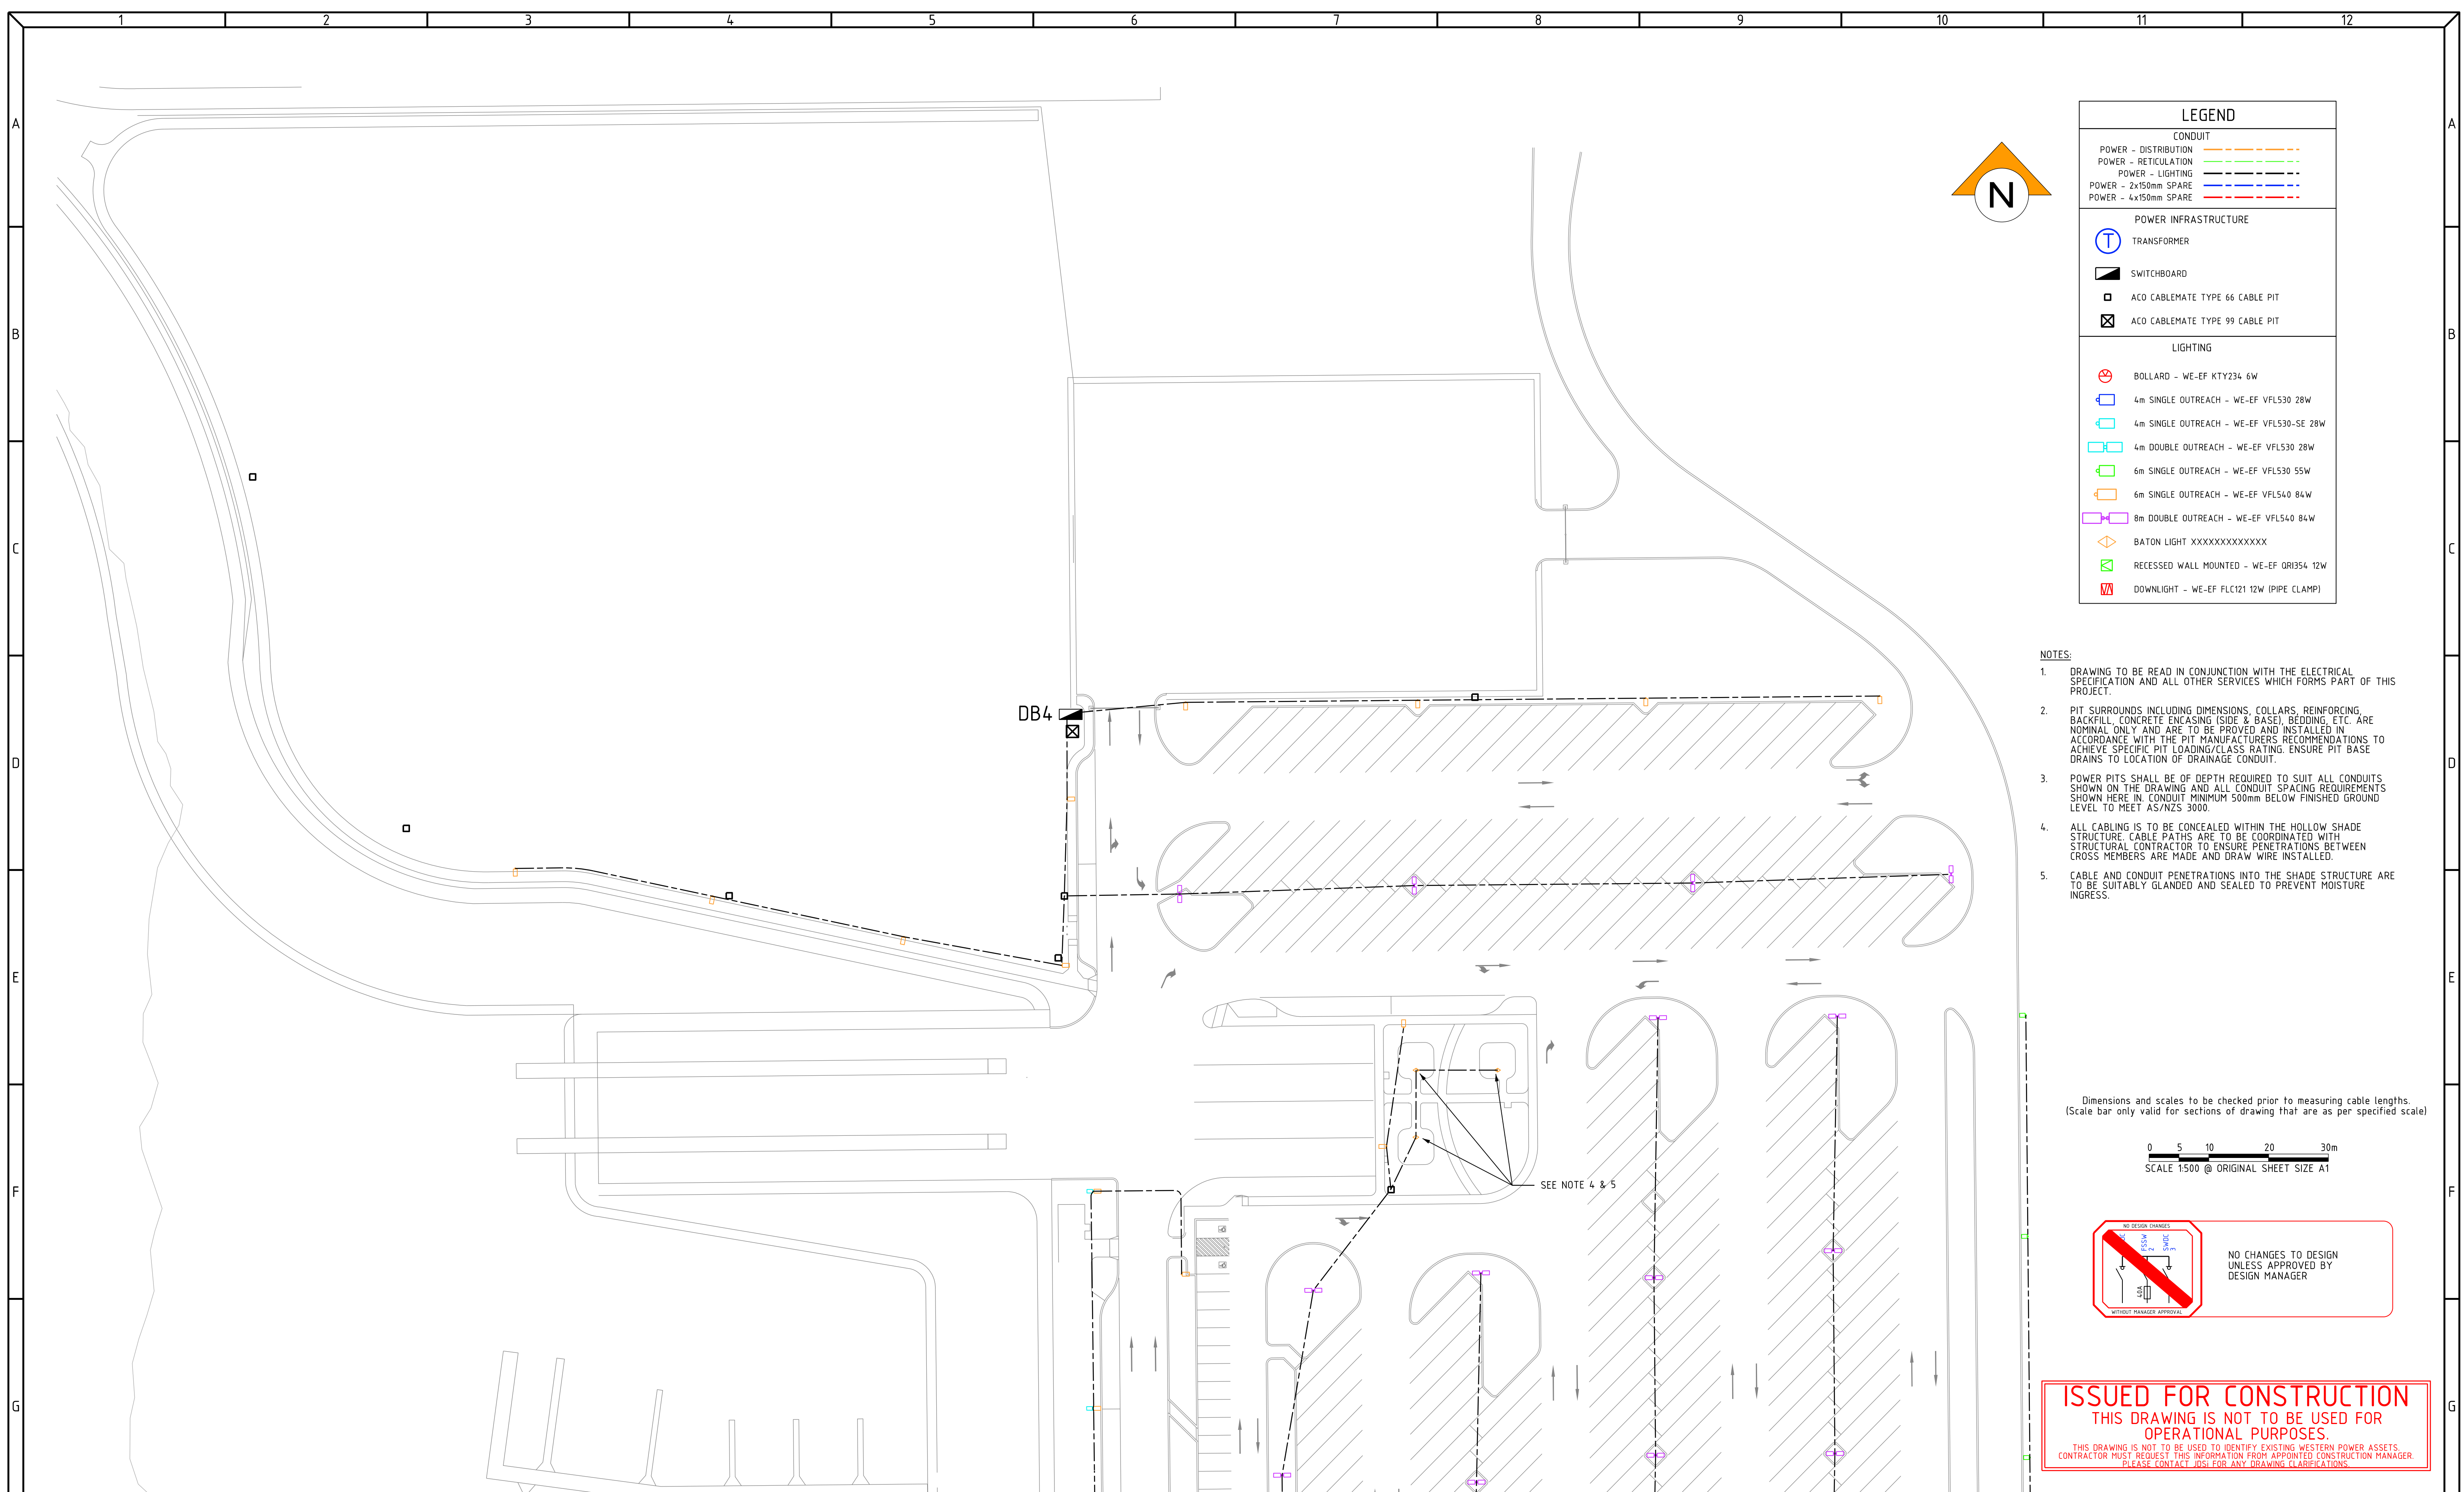 1 2 3 4 5 6 7 8 9 10 11 12
A A
B B
C C
D D
E E
F F
G G
N
LEGEND
CONDUIT
POWER - DISTRIBUTION
POWER - RETICULATION
POWER - LIGHTING
POWER - 2x150mm SPARE
POWER - 4x150mm SPARE
POWER INFRASTRUCTURE
T TRANSFORMER
SWITCHBOARD
ACO CABLEMATE TYPE 66 CABLE PIT
ACO CABLEMATE TYPE 99 CABLE PIT
LIGHTING
BOLLARD - WE-EF KTY234 6W
4m SINGLE OUTREACH - WE-EF VFL530 28W
4m SINGLE OUTREACH - WE-EF VFL530-SE 28W
4m DOUBLE OUTREACH - WE-EF VFL530 28W
6m SINGLE OUTREACH - WE-EF VFL530 55W
6m SINGLE OUTREACH - WE-EF VFL540 84W
8m DOUBLE OUTREACH - WE-EF VFL540 84W
BATON LIGHT XXXXXXXXXXXXX
RECESSED WALL MOUNTED - WE-EF QRI354 12W
DOWNLIGHT - WE-EF FLC121 12W (PIPE CLAMP)
DB4
SEE NOTE 4 & 5
NOTES:
1. DRAWING TO BE READ IN CONJUNCTION WITH THE ELECTRICAL
SPECIFICATION AND ALL OTHER SERVICES WHICH FORMS PART OF THIS
PROJECT.
2. PIT SURROUNDS INCLUDING DIMENSIONS, COLLARS, REINFORCING,
BACKFILL, CONCRETE ENCASING (SIDE & BASE), BEDDING, ETC. ARE
NOMINAL ONLY AND ARE TO BE PROVED AND INSTALLED IN
ACCORDANCE WITH THE PIT MANUFACTURERS RECOMMENDATIONS TO
ACHIEVE SPECIFIC PIT LOADING/CLASS RATING. ENSURE PIT BASE
DRAINS TO LOCATION OF DRAINAGE CONDUIT.
3. POWER PITS SHALL BE OF DEPTH REQUIRED TO SUIT ALL CONDUITS
SHOWN ON THE DRAWING AND ALL CONDUIT SPACING REQUIREMENTS
SHOWN HERE IN. CONDUIT MINIMUM 500mm BELOW FINISHED GROUND
LEVEL TO MEET AS/NZS 3000.
4. ALL CABLING IS TO BE CONCEALED WITHIN THE HOLLOW SHADE
STRUCTURE. CABLE PATHS ARE TO BE COORDINATED WITH
STRUCTURAL CONTRACTOR TO ENSURE PENETRATIONS BETWEEN
CROSS MEMBERS ARE MADE AND DRAW WIRE INSTALLED.
5. CABLE AND CONDUIT PENETRATIONS INTO THE SHADE STRUCTURE ARE
TO BE SUITABLY GLANDED AND SEALED TO PREVENT MOISTURE
INGRESS.
Dimensions and scales to be checked prior to measuring cable lengths.
(Scale bar only valid for sections of drawing that are as per specified scale)
0 5 10 20 30m
SCALE 1:500 @ ORIGINAL SHEET SIZE A1
NO DESIGN CHANGES
FSSW 2
SWDC 3
40A
WITHOUT MANAGER APPROVAL
NO CHANGES TO DESIGN
UNLESS APPROVED BY
DESIGN MANAGER
ISSUED FOR CONSTRUCTION
THIS DRAWING IS NOT TO BE USED FOR
OPERATIONAL PURPOSES.
THIS DRAWING IS NOT TO BE USED TO IDENTIFY EXISTING WESTERN POWER ASSETS.
CONTRACTOR MUST REQUEST THIS INFORMATION FROM APPOINTED CONSTRUCTION MANAGER.
PLEASE CONTACT JDSi FOR ANY DRAWING CLARIFICATIONS.